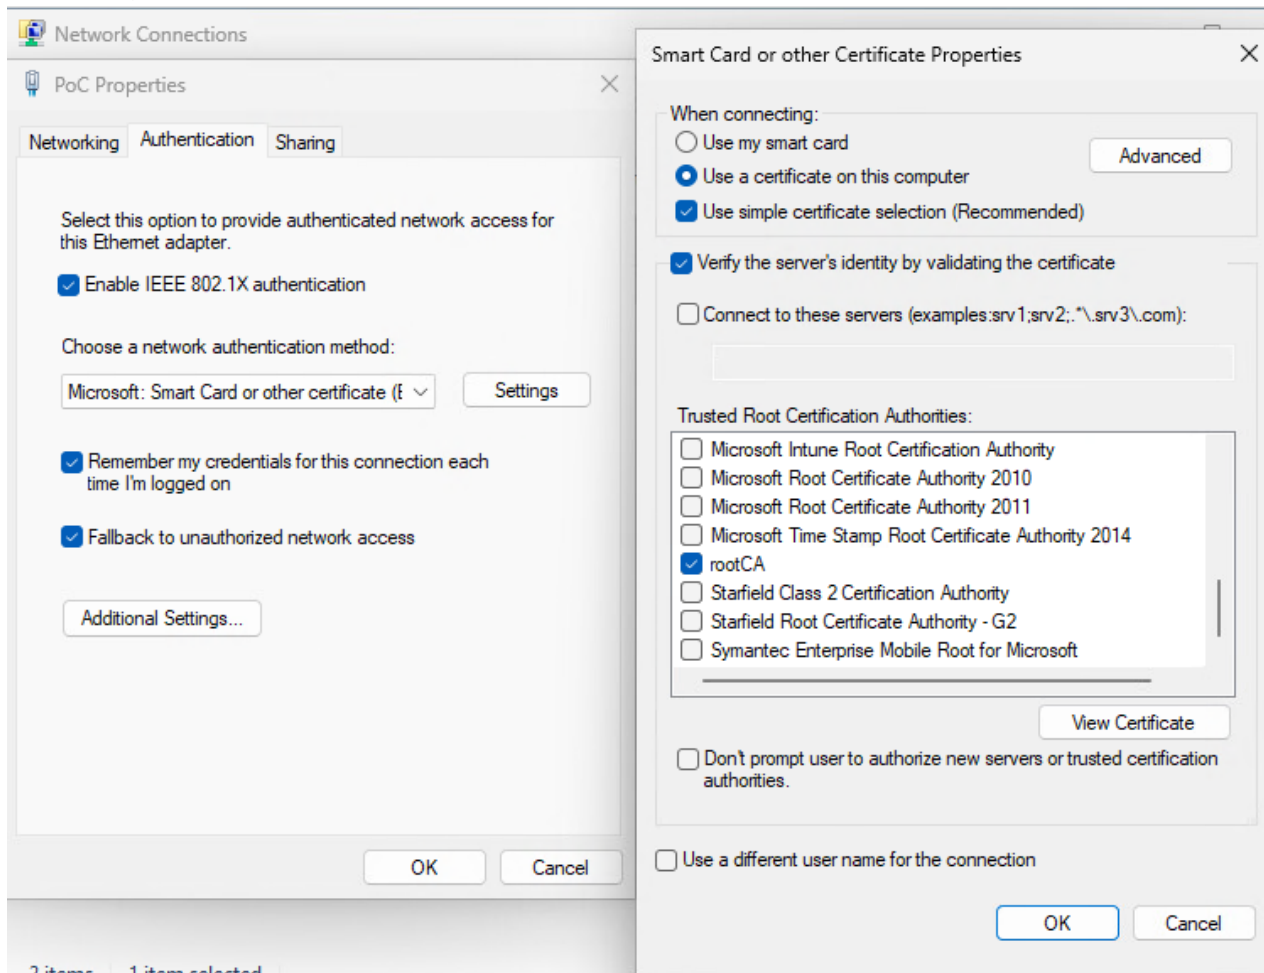 Network Connections
PoC Properties
Networking
Authentication
Sharing
Select this option to provide authenticated network access for
this Ethernet adapter.
Enable IEEE 802.1X authentication
Choose a network authentication method:
Microsoft: Smart Card or other certificate (E
Settings
Remember my credentials for this connection each
time I'm logged on
Fallback to unauthorized network access
Additional Settings...
OK
Cancel
2 items
1 item selected
Smart Card or other Certificate Properties
When connecting:
Use my smart card
Advanced
Use a certificate on this computer
Use simple certificate selection (Recommended)
Verify the server's identity by validating the certificate
Connect to these servers (examples:srv1;srv2;.*\.srv3\.com):
Trusted Root Certification Authorities:
Microsoft Intune Root Certification Authority
Microsoft Root Certificate Authority 2010
Microsoft Root Certificate Authority 2011
Microsoft Time Stamp Root Certificate Authority 2014
rootCA
Starfield Class 2 Certification Authority
Starfield Root Certificate Authority - G2
Symantec Enterprise Mobile Root for Microsoft
View Certificate
Don't prompt user to authorize new servers or trusted certification
authorities.
Use a different user name for the connection
OK
Cancel